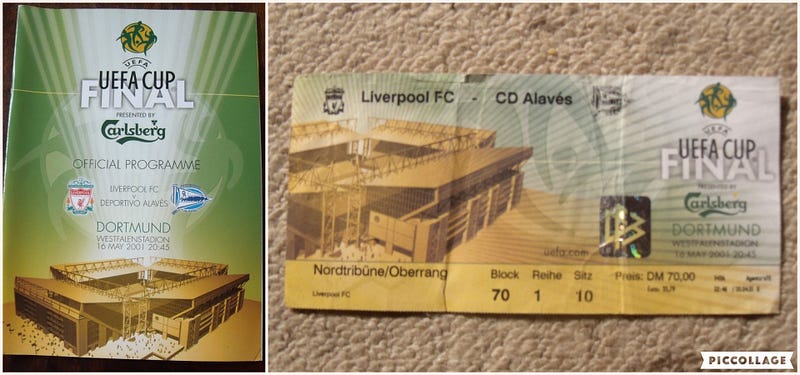 UEFA
UEFA CUP
FINAL
PRESENTED BY
Carlsberg
OFFICIAL PROGRAMME
LIVERPOOL FC
v
DEPORTIVO ALAVÉS
DORTMUND
WESTFALENSTADION
16 MAY 2001 20:45
Liverpool FC - CD Alavés
UEFA
UEFA CUP
FINAL
PRESENTED BY
Carlsberg
DORTMUND
WESTFALENSTADION
16 MAY 2001 20:45
uefa.com
Nordtribüne/Oberrang
Block Reihe Sitz Preis: DM 70,00
Liverpool FC
70 1 10
PICCOLLAGE